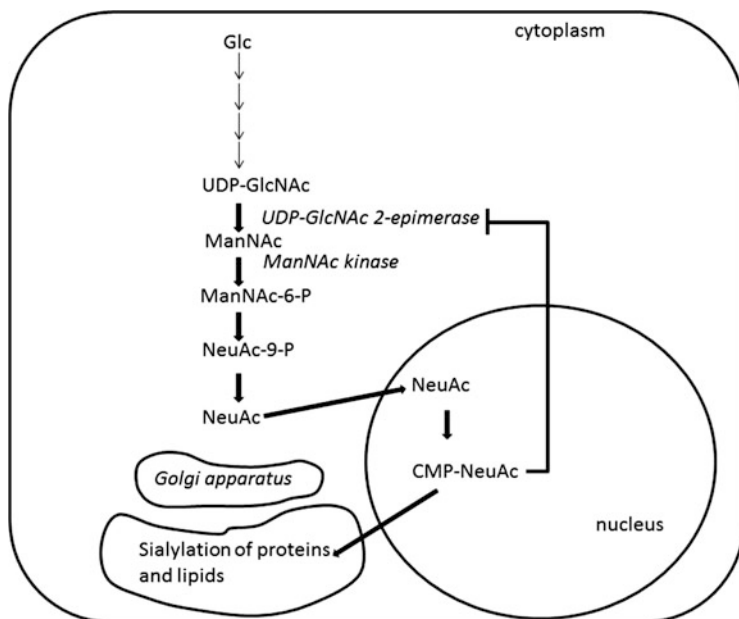 Glc
cytoplasm
UDP-GlcNAc
UDP-GlcNAc 2-epimerase
ManNAc
ManNAc kinase
ManNAc-6-P
NeuAc-9-P
NeuAc
NeuAc
CMP-NeuAc
Golgi apparatus
nucleus
Sialylation of proteins
and lipids